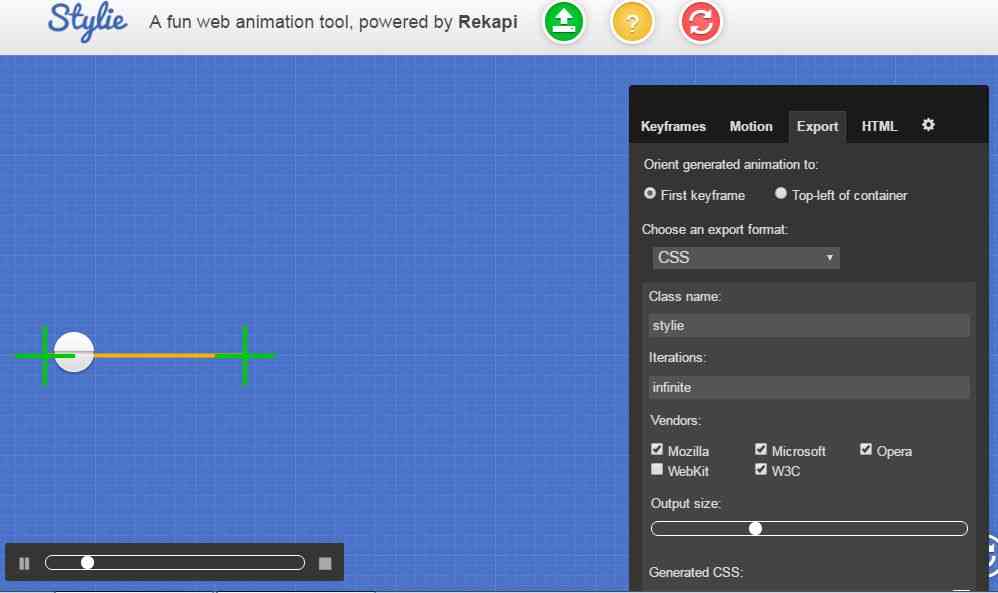 Stylie A fun web animation tool, powered by Rekapi ?
Keyframes Motion Export HTML
Orient generated animation to:
First keyframe Top-left of container
Choose an export format:
CSS
Class name:
stylie
Iterations:
infinite
Vendors:
Mozilla Microsoft Opera
WebKit W3C
Output size:
Generated CSS: